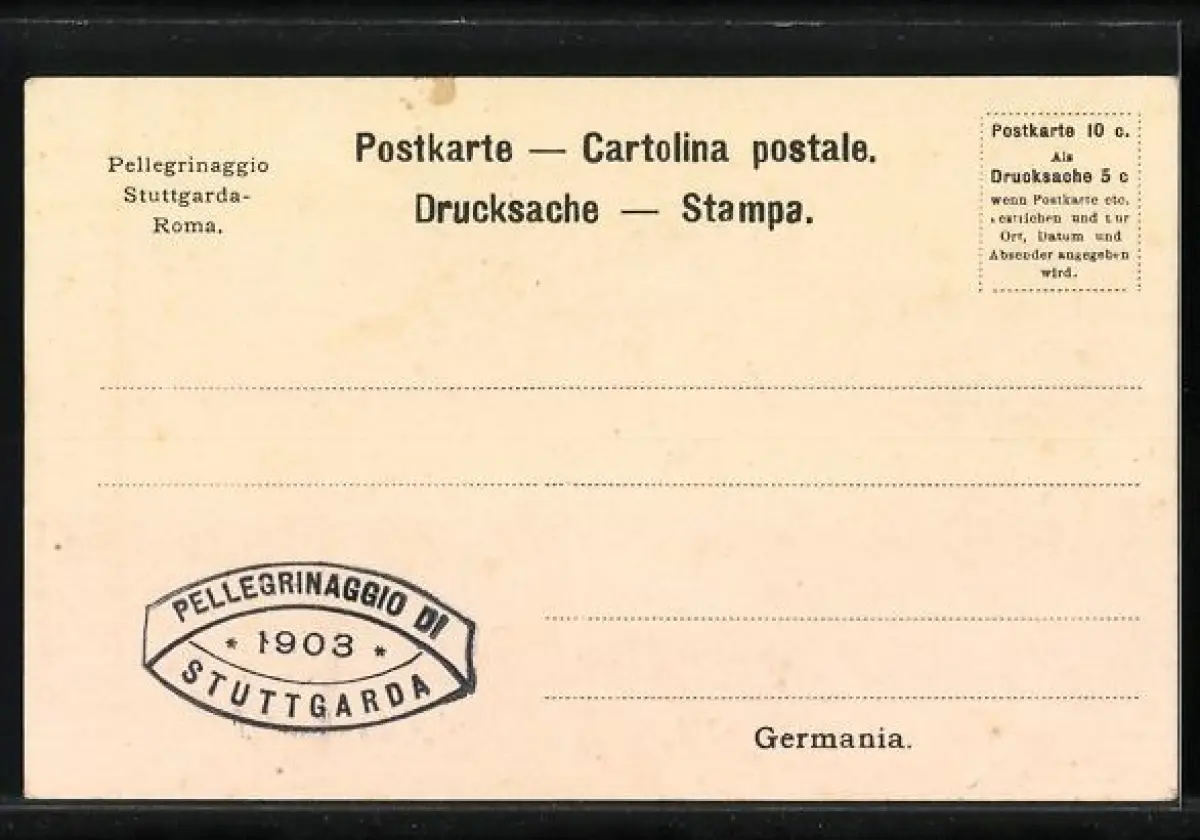 Pellegrinaggio
Stuttgarda-
Roma.
Postkarte — Cartolina postale.
Drucksache — Stampa.
Postkarte 10 c.
Als
Drucksache 5 c
wenn Postkarte etc.
und
Ort, Datum und
Absender angegeben
wird.
PELLEGRINAGGIO DI
* 1903 *
STUTTGARDA
Germania.